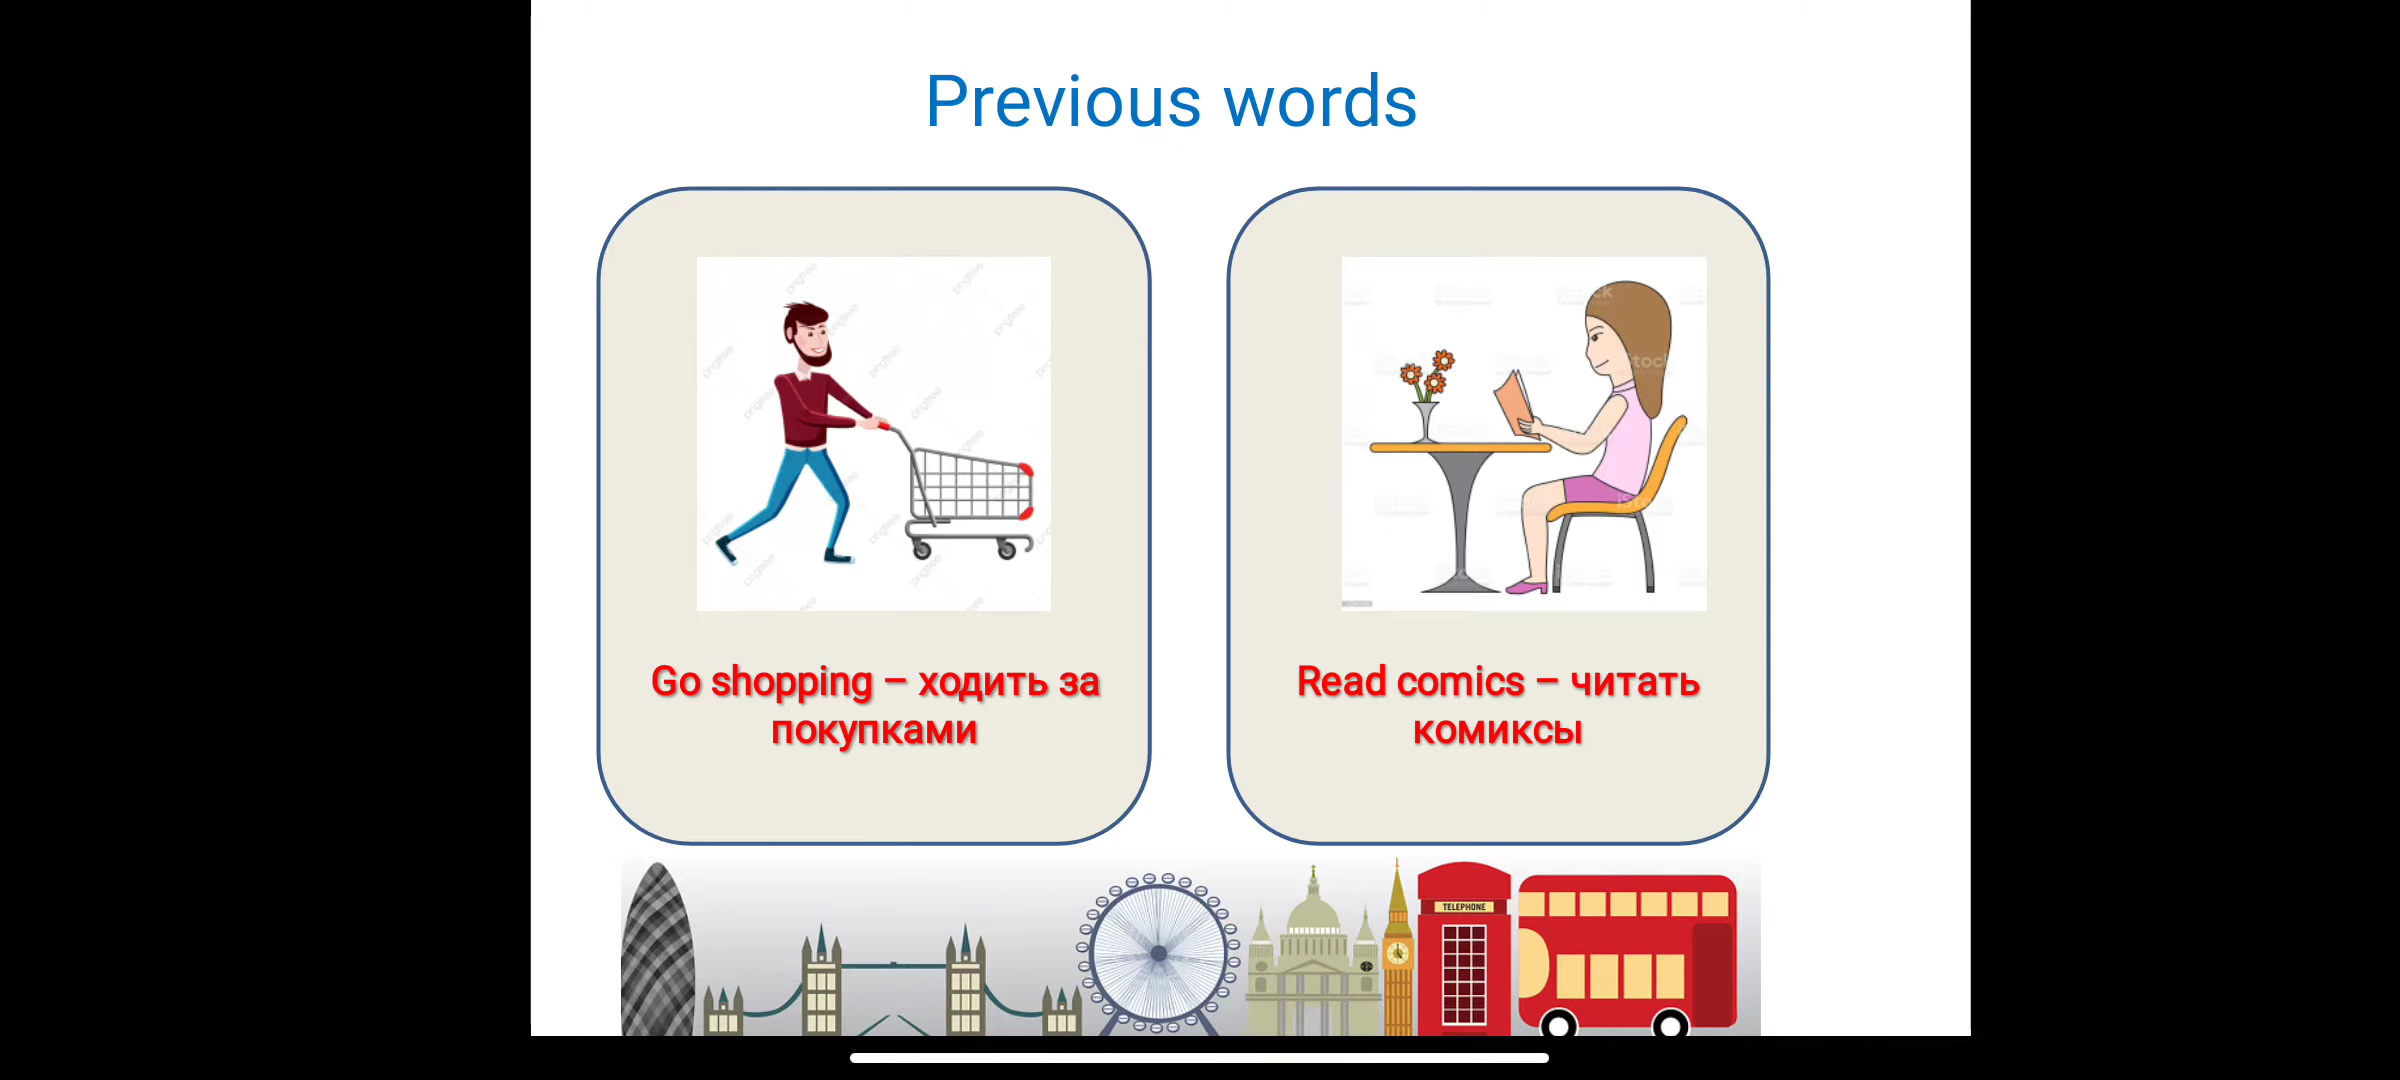 Previous words
Go shopping – ходить за
покупками
Read comics – читать
комиксы
TELEPHONE